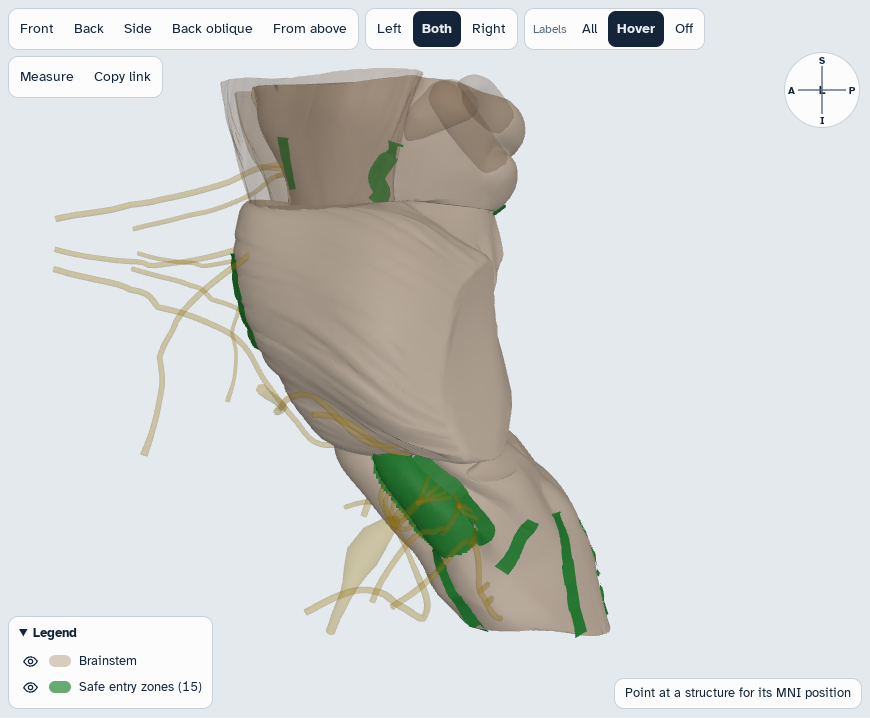 Front Back Side Back oblique From above Left Both Right Labels All Hover Off
Measure Copy link
S
A L P
I
▼ Legend
Brainstem
Safe entry zones (15)
Point at a structure for its MNI position